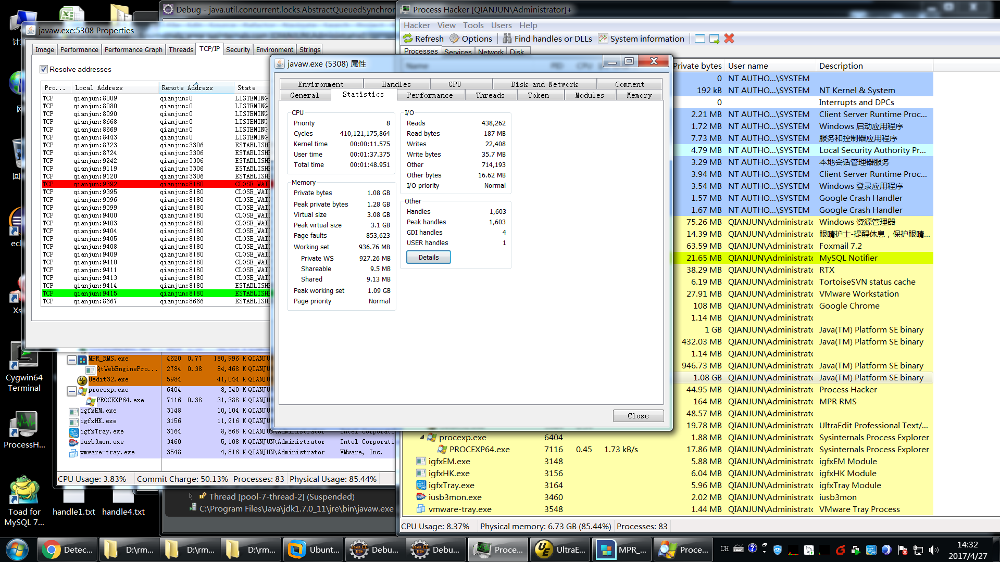 Debug - java.util.concurrent.locks.AbstractQueuedSynchron
Process Hacker [QIANJUN\Administrator]+
Hacker View Tools Users Help
Refresh Options Find handles or DLLs System information
Processes Services Network Disk
javaw.exe:5308 Properties
Image Performance Performance Graph Threads TCP/IP Security Environment Strings
Resolve addresses
Pro... Local Address Remote Address State
TCP qianjun:8009 qianjun:0 LISTENING
TCP qianjun:8080 qianjun:0 LISTENING
TCP qianjun:8090 qianjun:0 LISTENING
TCP qianjun:8668 qianjun:0 LISTENING
TCP qianjun:8669 qianjun:0 LISTENING
TCP qianjun:8443 qianjun:0 LISTENING
TCP qianjun:8723 qianjun:3306 ESTABLISHE
TCP qianjun:8724 qianjun:3306 ESTABLISHE
TCP qianjun:9242 qianjun:3306 ESTABLISHE
TCP qianjun:9119 qianjun:3306 ESTABLISHE
TCP qianjun:9120 qianjun:3306 ESTABLISHE
TCP qianjun:9392 qianjun:8180 CLOSE_WAIT
TCP qianjun:9395 qianjun:8180 CLOSE_WAIT
TCP qianjun:9396 qianjun:8180 CLOSE_WAIT
TCP qianjun:9399 qianjun:8180 CLOSE_WAIT
TCP qianjun:9400 qianjun:8180 CLOSE_WAIT
TCP qianjun:9403 qianjun:8180 CLOSE_WAIT
TCP qianjun:9404 qianjun:8180 CLOSE_WAIT
TCP qianjun:9405 qianjun:8180 CLOSE_WAIT
TCP qianjun:9408 qianjun:8180 CLOSE_WAIT
TCP qianjun:9409 qianjun:8180 CLOSE_WAIT
TCP qianjun:9410 qianjun:8180 CLOSE_WAIT
TCP qianjun:9411 qianjun:8180 CLOSE_WAIT
TCP qianjun:9413 qianjun:8180 CLOSE_WAIT
TCP qianjun:9414 qianjun:8180 ESTABLISHE
TCP qianjun:9415 qianjun:8180 ESTABLISHE
TCP qianjun:8667 qianjun:8666 ESTABLISHE
javaw.exe (5308) 属性
Environment Handles GPU Disk and Network Comment
General Statistics Performance Threads Token Modules Memory
CPU
Priority 8
Cycles 410,121,175,864
Kernel time 00:00:11.575
User time 00:01:37.375
Total time 00:01:48.951
Memory
Private bytes 1.08 GB
Peak private bytes 1.28 GB
Virtual size 3.08 GB
Peak virtual size 3.1 GB
Page faults 853,623
Working set 936.76 MB
Private WS 927.26 MB
Shareable 9.5 MB
Shared 9.13 MB
Peak working set 1.09 GB
Page priority Normal
I/O
Reads 438,262
Read bytes 187 MB
Writes 22,408
Write bytes 35.7 MB
Other 714,193
Other bytes 16.62 MB
I/O priority Normal
Other
Handles 1,603
Peak handles 1,603
GDI handles 4
USER handles 1
Details
Close
Private bytes User name Description
0 NT AUTHO...\SYSTEM
192 kB NT AUTHO...\SYSTEM NT Kernel & System
0 Interrupts and DPCs
2.21 MB NT AUTHO...\SYSTEM Client Server Runtime Proc...
1.72 MB NT AUTHO...\SYSTEM Windows 启动应用程序
7.73 MB NT AUTHO...\SYSTEM 服务和控制器应用程序
4.79 MB NT AUTHO...\SYSTEM Local Security Authority Pr...
3.29 MB NT AUTHO...\SYSTEM 本地会话管理器服务
3.94 MB NT AUTHO...\SYSTEM Client Server Runtime Proc...
3.54 MB NT AUTHO...\SYSTEM Windows 登录应用程序
1.57 MB NT AUTHO...\SYSTEM Google Crash Handler
1.67 MB NT AUTHO...\SYSTEM Google Crash Handler
75.26 MB QIANJUN\Administrato Windows 资源管理器
14.39 MB QIANJUN\Administrato 眼睛护士-提醒休息，保护眼睛...
63.59 MB QIANJUN\Administrato Foxmail 7.2
21.65 MB QIANJUN\Administrato MySQL Notifier
38.29 MB QIANJUN\Administrato RTX
6.19 MB QIANJUN\Administrato TortoiseSVN status cache
27.91 MB QIANJUN\Administrato VMware Workstation
108 MB QIANJUN\Administrato Google Chrome
1.14 MB QIANJUN\Administrato
1 GB QIANJUN\Administrato Java(TM) Platform SE binary
432.03 MB QIANJUN\Administrato Java(TM) Platform SE binary
1.14 MB QIANJUN\Administrato
946.73 MB QIANJUN\Administrato Java(TM) Platform SE binary
1.08 GB QIANJUN\Administrato Java(TM) Platform SE binary
44.95 MB QIANJUN\Administrato Process Hacker
164 MB QIANJUN\Administrato MPR RMS
48.57 MB QIANJUN\Administrato
19.78 MB QIANJUN\Administrato UltraEdit Professional Text/...
procexp.exe 6404 1.88 MB QIANJUN\Administrato Sysinternals Process Explorer
PROCEXP64.exe 7116 0.45 1.73 kB/s 17.86 MB QIANJUN\Administrato Sysinternals Process Explorer
igfxEM.exe 3148 5.88 MB QIANJUN\Administrato igfxEM Module
igfxHK.exe 3156 6.04 MB QIANJUN\Administrato igfxHK Module
igfxTray.exe 3164 5.96 MB QIANJUN\Administrato igfxTray Module
iusb3mon.exe 3460 2.02 MB QIANJUN\Administrato iusb3mon
vmware-tray.exe 3548 1.44 MB QIANJUN\Administrato VMware Tray Process
CPU Usage: 8.37% Physical memory: 6.73 GB (85.44%) Processes: 83
MPR_RMS.exe 4620 0.77 180,996 K QIANJUN
QtWebEnginePro... 2784 0.38 84,468 K QIANJUN
Uedit32.exe 5984 41,044 K QIANJUN
procexp.exe 6404 8,340 K QIANJUN
PROCEXP64.exe 7116 0.38 31,388 K QIANJUN
igfxEM.exe 3148 10,104 K QIANJUN
igfxHK.exe 3156 11,916 K QIANJUN
igfxTray.exe 3164 8,868 K QIANJUN\Administrator Intel Corporati
iusb3mon.exe 3460 5,108 K QIANJUN\Administrator Intel Corporati
vmware-tray.exe 3548 4,816 K QIANJUN\Administrator VMware, Inc.
CPU Usage: 3.83% Commit Charge: 50.13% Processes: 83 Physical Usage: 85.44%
Thread [pool-7-thread-2] (Suspended)
C:\Program Files\Java\jdk1.7.0_11\jre\bin\javaw.exe
计
网
回
ec
Xs
Cygwin64
Terminal
ProcessH...
Toad for
MySQL 7...
handle1.txt handle4.txt
Detec... D:\rm... D:\rm... D:\rm... Ubunt... Debu... Debu... Proce... UltraE... MPR_... Proce...
CH
14:32
2017/4/27